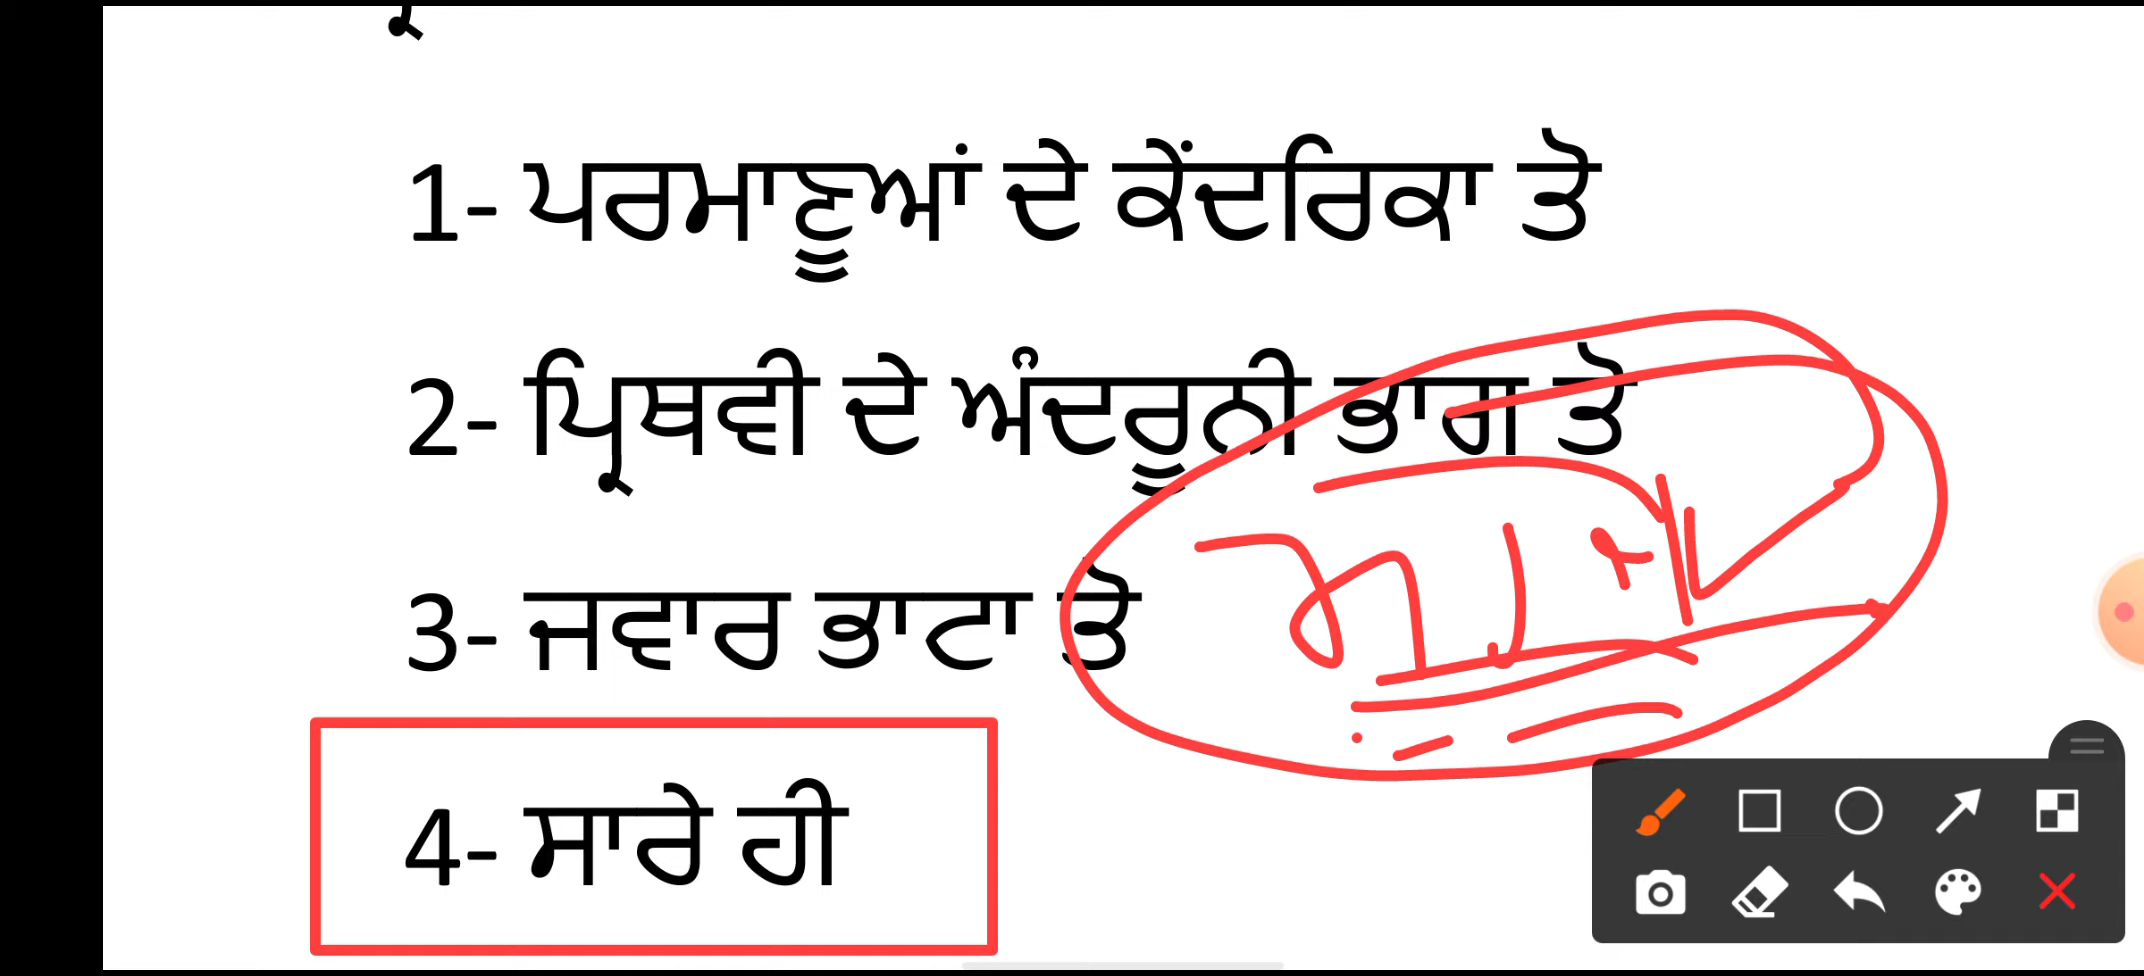 1- ਪਰਮਾਣੂਆਂ ਦੇ ਕੇਂਦਰਿਕਾ ਤੋ
2- ਪ੍ਰਿਥਵੀ ਦੇ ਅੰਦਰੂਨੀ ਭਾਗ ਤੋ
3- ਜਵਾਰ ਭਾਟਾ ਤੋ
4- ਸਾਰੇ ਹੀ